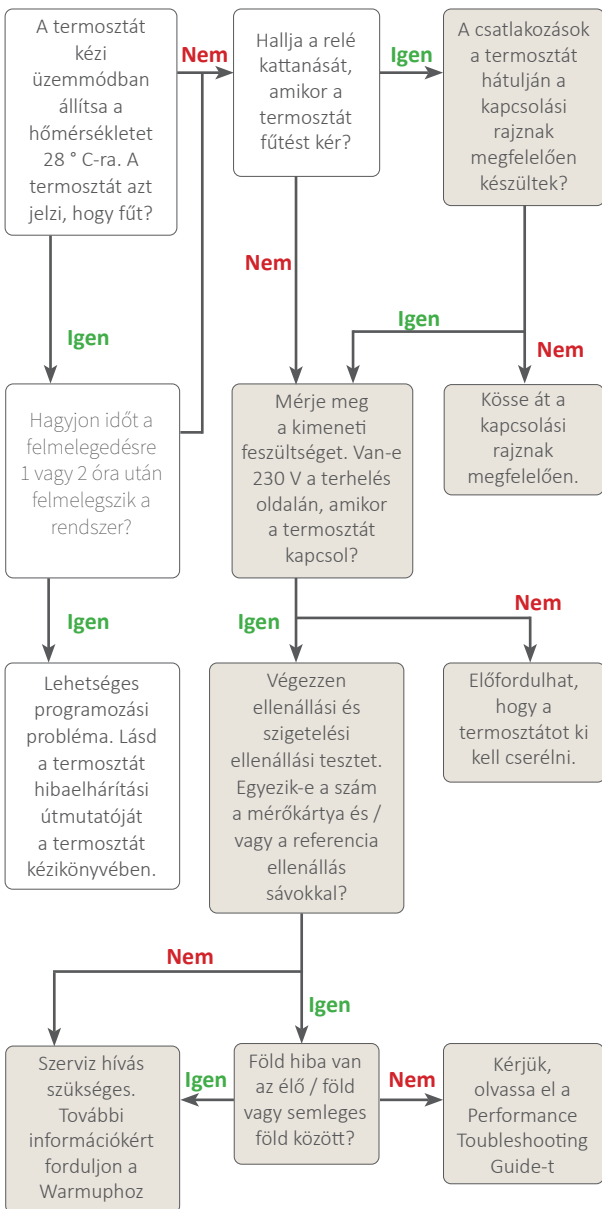 A termosztát
kézi
üzemmódban
állítsa a
hőmérsékletet
28 ° C-ra. A
termosztát azt
jelzi, hogy fűt?
Nem
Hallja a relé
kattanását,
amikor a
termosztát
fűtést kér?
Igen
A csatlakozások
a termosztát
hátulján a
kapcsolási
rajznak
megfelelően
készültek?
Igen
Nem
Igen
Nem
Hagyjon időt a
felmelegedésre
1 vagy 2 óra után
felmelegszik a
rendszer?
Mérje meg
a kimeneti
feszültséget. Van-e
230 V a terhelés
oldalán, amikor
a termosztát
kapcsol?
Kösse át a
kapcsolási
rajznak
megfelelően.
Igen
Igen
Nem
Lehetséges
programozási
probléma. Lásd
a termosztát
hibaelhárítási
útmutatóját
a termosztát
kézikönyvében.
Végezzen
ellenállási és
szigetelési
ellenállási tesztet.
Egyezik-e a szám
a mérőkártya és /
vagy a referencia
ellenállás
sávokkal?
Előfordulhat,
hogy a
termosztátot ki
kell cserélni.
Nem
Igen
Szerviz hívás
szükséges.
További
információkért
forduljon a
Warmuphoz
Igen
Föld hiba van
az élő / föld
vagy semleges
föld között?
Nem
Kérjük,
olvassa el a
Performance
Toubleshooting
Guide-t